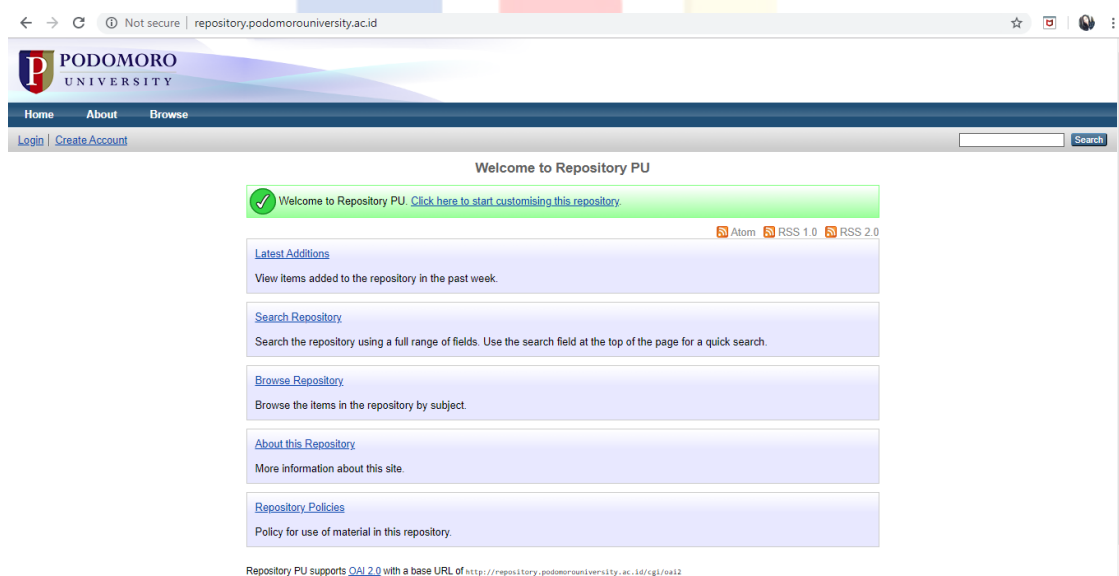 Not secure | repository.podomorouniversity.ac.id
PODOMORO
UNIVERSITY
Home About Browse
Login | Create Account Search
Welcome to Repository PU
Welcome to Repository PU. Click here to start customising this repository.
Atom RSS 1.0 RSS 2.0
Latest Additions
View items added to the repository in the past week.
Search Repository
Search the repository using a full range of fields. Use the search field at the top of the page for a quick search.
Browse Repository
Browse the items in the repository by subject.
About this Repository
More information about this site.
Repository Policies
Policy for use of material in this repository.
Repository PU supports OAI 2.0 with a base URL of http://repository.podomorouniversity.ac.id/cgi/oai2